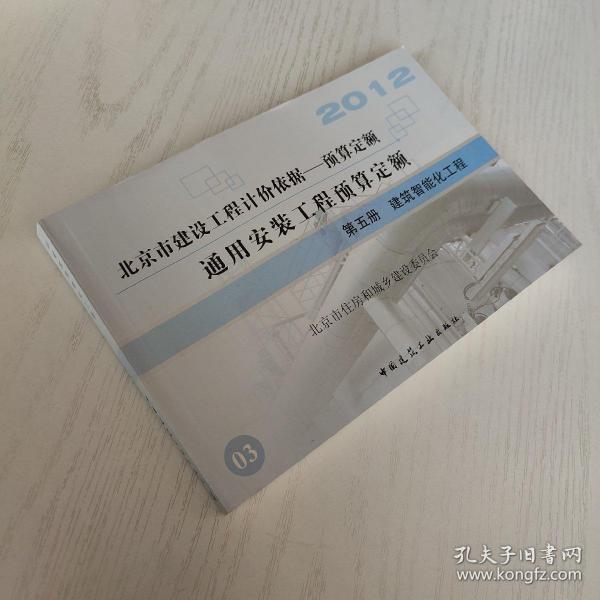 2012
北京市建设工程计价依据—预算定额
通用安装工程预算定额
第五册 建筑智能化工程
北京市住房和城乡建设委员会
中国建筑工业出版社
03
孔夫子旧书网
www.kongfz.com